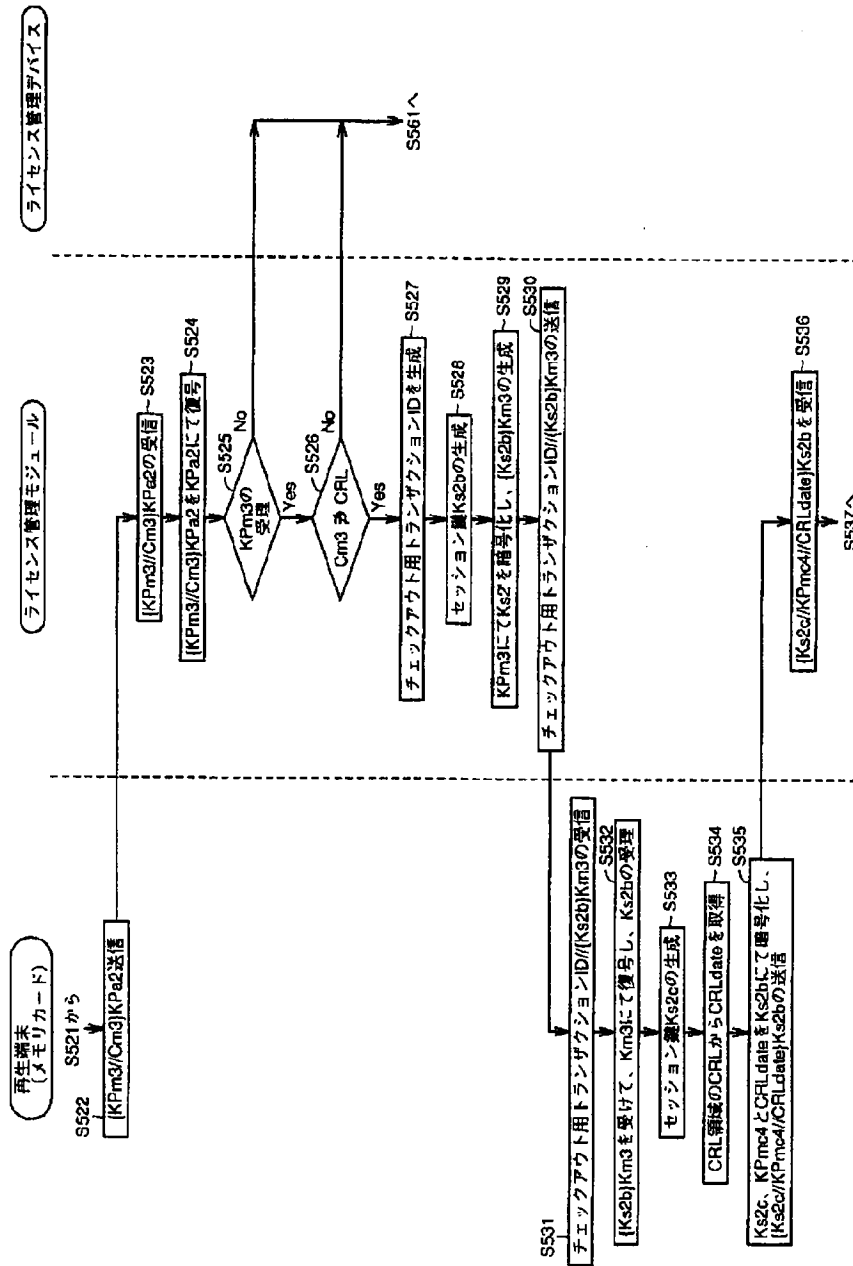 再生端末
(メモリカード)
ライセンス管理モジュール
ライセンス管理デバイス
S521から
S522
{KPm3//Cm3}KPa2送信
{KPm3//Cm3}KPa2の受信
S523
{KPm3//Cm3}KPa2をKPa2にて復号
S524
S525
KPm3の
受理
No
Yes
S526
Cm3 ∌ CRL
No
Yes
S561へ
チェックアウト用トランザクションIDを生成
S527
セッション鍵Ks2bの生成
S528
KPm3にてKs2'を暗号化し、{Ks2b}Km3の生成
S529
S530
チェックアウト用トランザクションID//{Ks2b}Km3の送信
S531
チェックアウト用トランザクションID//{Ks2b}Km3の受信
S532
{Ks2b}Km3を受けて、Km3にて復号し、Ks2bの受理
セッション鍵Ks2cの生成
S533
CRL領域のCRLからCRLdateを取得
S534
S535
Ks2c、KPmc4とCRLdateをKs2bにて暗号化し、
{Ks2c//KPmc4//CRLdate}Ks2bの送信
{Ks2c//KPmc4//CRLdate}Ks2bを受信
S536
S537へ